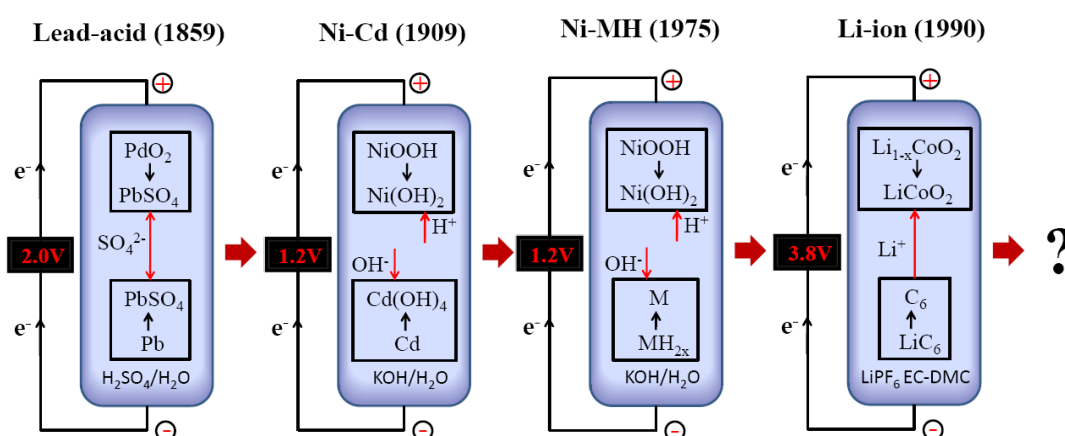 Lead-acid (1859)
Ni-Cd (1909)
Ni-MH (1975)
Li-ion (1990)
+
PdO₂
PbSO₄
SO₄²⁻
PbSO₄
Pb
H₂SO₄/H₂O
e⁻
2.0V
e⁻
-
+
NiOOH
Ni(OH)₂
H⁺
OH⁻
Cd(OH)₄
Cd
KOH/H₂O
e⁻
1.2V
e⁻
-
+
NiOOH
Ni(OH)₂
H⁺
OH⁻
M
MH₂ₓ
KOH/H₂O
e⁻
1.2V
e⁻
-
+
Li₁₋ₓCoO₂
LiCoO₂
Li⁺
C₆
LiC₆
LiPF₆ EC-DMC
e⁻
3.8V
e⁻
-
?